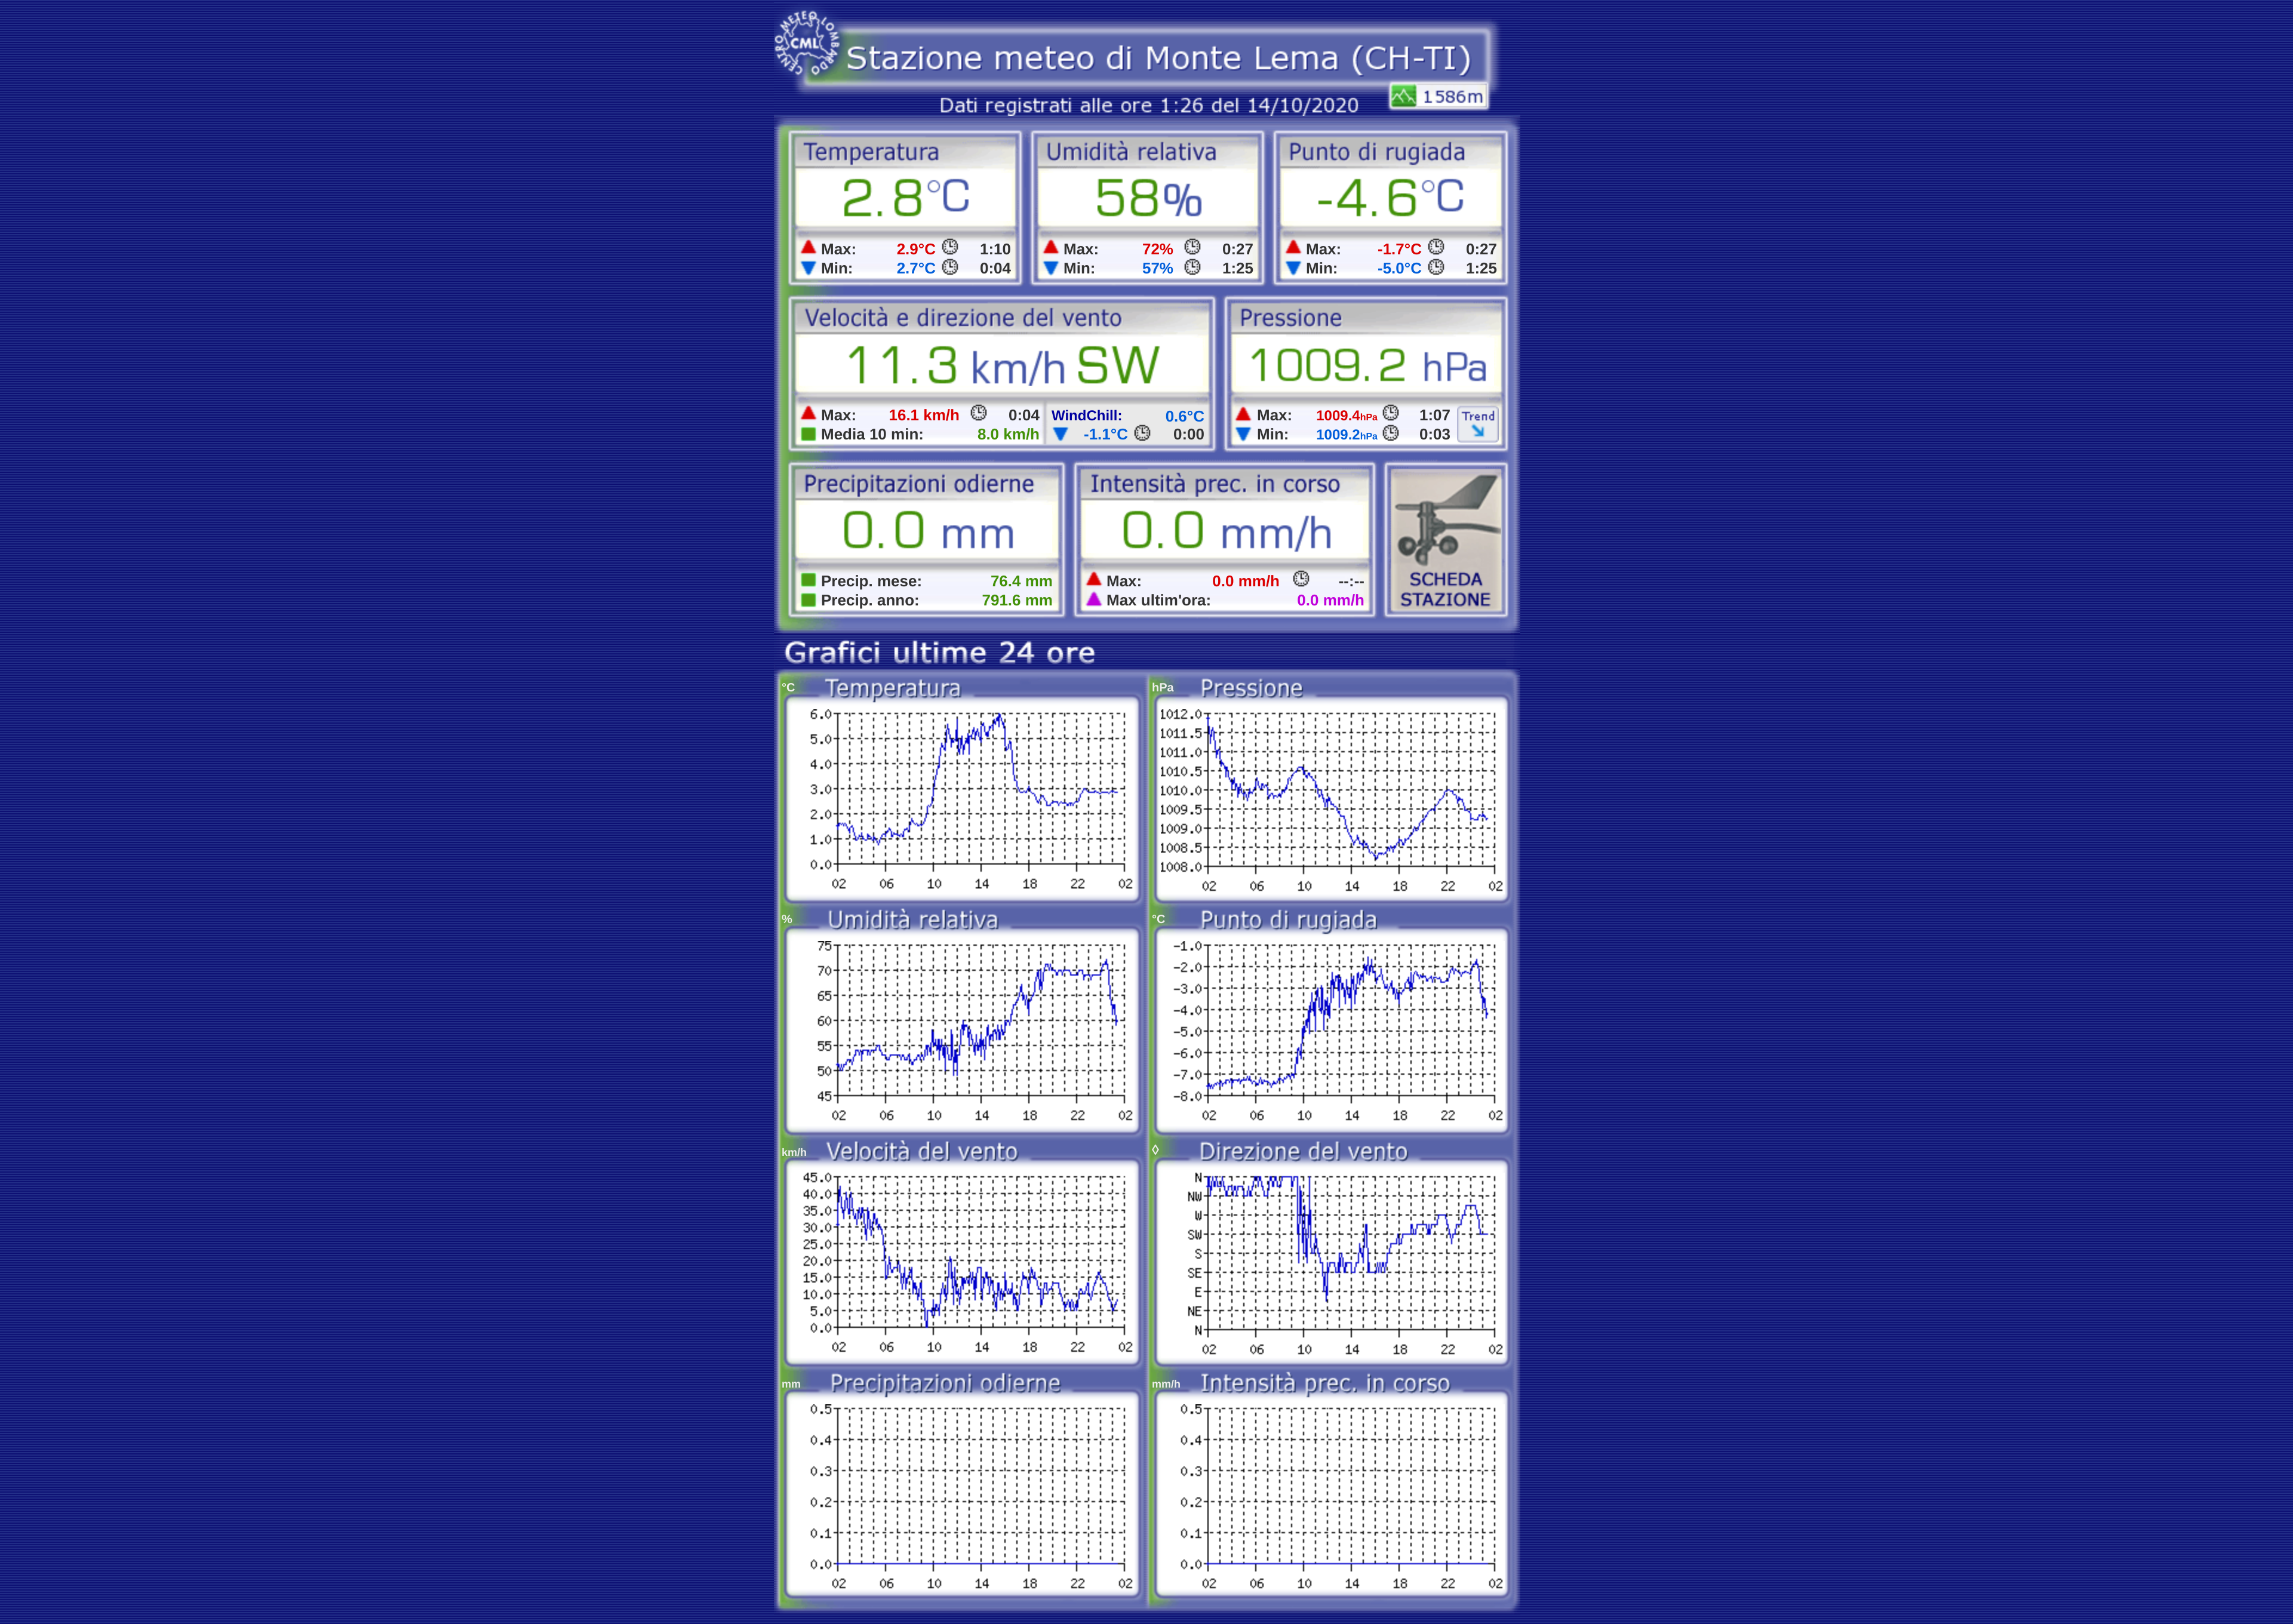 CENTRO METEO LOMBARDO
CML
Stazione meteo di Monte Lema (CH-TI)
1586m
Dati registrati alle ore 1:26 del 14/10/2020
Temperatura
2.8°C
Max: 2.9°C 1:10
Min: 2.7°C 0:04
Umidità relativa
58%
Max: 72% 0:27
Min: 57% 1:25
Punto di rugiada
-4.6°C
Max: -1.7°C 0:27
Min: -5.0°C 1:25
Velocità e direzione del vento
11.3 km/h SW
Max: 16.1 km/h 0:04
Media 10 min: 8.0 km/h
WindChill: 0.6°C
-1.1°C 0:00
Pressione
1009.2 hPa
Max: 1009.4hPa 1:07
Min: 1009.2hPa 0:03
Trend
Precipitazioni odierne
0.0 mm
Precip. mese: 76.4 mm
Precip. anno: 791.6 mm
Intensità prec. in corso
0.0 mm/h
Max: 0.0 mm/h --:--
Max ultim'ora: 0.0 mm/h
SCHEDA
STAZIONE
Grafici ultime 24 ore
°C Temperatura
6.0
5.0
4.0
3.0
2.0
1.0
0.0
02 06 10 14 18 22 02
hPa Pressione
1012.0
1011.5
1011.0
1010.5
1010.0
1009.5
1009.0
1008.5
1008.0
02 06 10 14 18 22 02
% Umidità relativa
75
70
65
60
55
50
45
02 06 10 14 18 22 02
°C Punto di rugiada
-1.0
-2.0
-3.0
-4.0
-5.0
-6.0
-7.0
-8.0
02 06 10 14 18 22 02
km/h Velocità del vento
45.0
40.0
35.0
30.0
25.0
20.0
15.0
10.0
5.0
0.0
02 06 10 14 18 22 02
◊ Direzione del vento
N
NW
W
SW
S
SE
E
NE
N
02 06 10 14 18 22 02
mm Precipitazioni odierne
0.5
0.4
0.3
0.2
0.1
0.0
02 06 10 14 18 22 02
mm/h Intensità prec. in corso
0.5
0.4
0.3
0.2
0.1
0.0
02 06 10 14 18 22 02